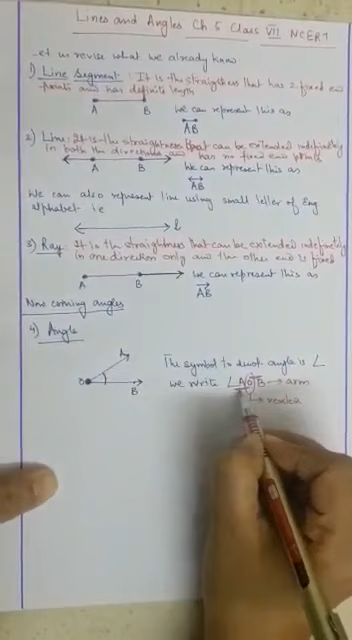 Lines and Angles Ch 5 Class VII NCERT
Let us revise what we already know
1) Line Segment : It is the straightness that has 2 fixed end
points and has definite length
A B We can represent this as
AB
2) Line: It is the straightness that can be extended indefinitely
in both the directions and has no fixed end points
A B We can represent this as
AB
We can also represent line using small letter of Eng
alphabet i.e
l
3) Ray It is the straightness that can be extended indefinitely
in one direction only and the other end is fixed
A B We can represent this as
AB
Now coming angles
4) Angle
A
O B
The symbol to denot angle is ∠
We write ∠AOB → arm
→ vertex